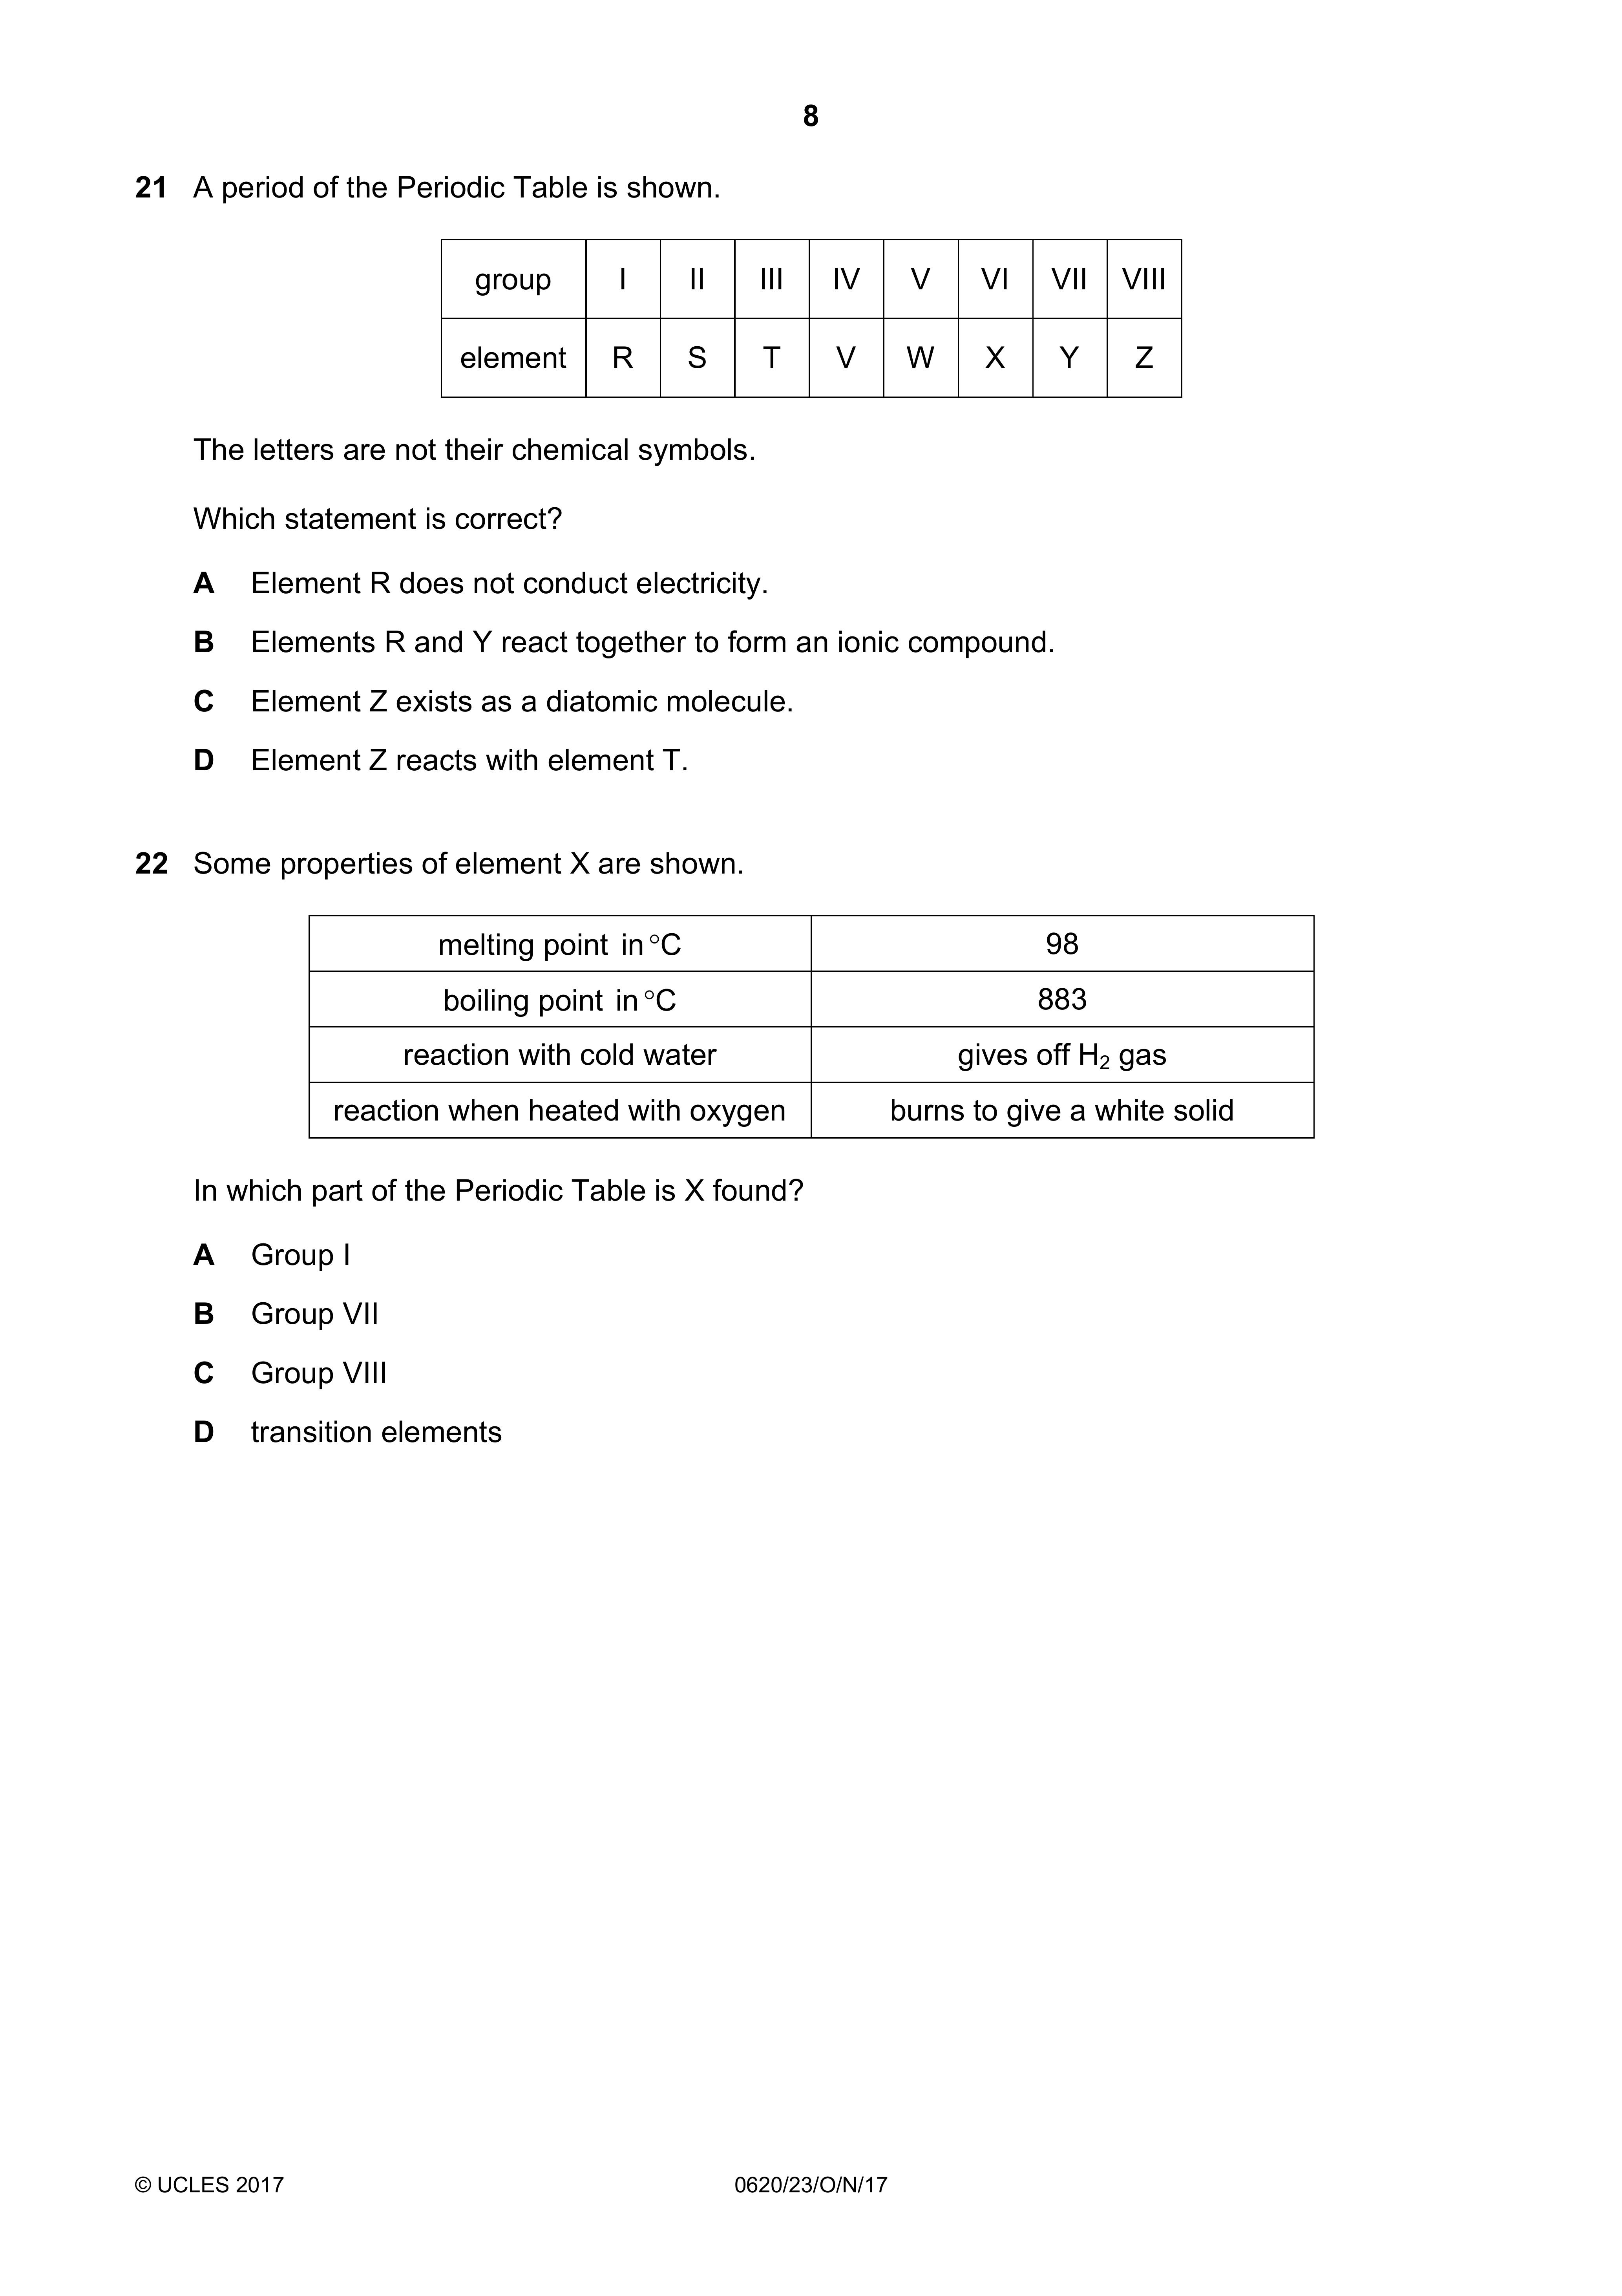 8
21 A period of the Periodic Table is shown.
group I II III IV V VI VII VIII
element R S T V W X Y Z
The letters are not their chemical symbols.
Which statement is correct?
A Element R does not conduct electricity.
B Elements R and Y react together to form an ionic compound.
C Element Z exists as a diatomic molecule.
D Element Z reacts with element T.
22 Some properties of element X are shown.
melting point in °C 98
boiling point in °C 883
reaction with cold water gives off H₂ gas
reaction when heated with oxygen burns to give a white solid
In which part of the Periodic Table is X found?
A Group I
B Group VII
C Group VIII
D transition elements
© UCLES 2017 0620/23/O/N/17